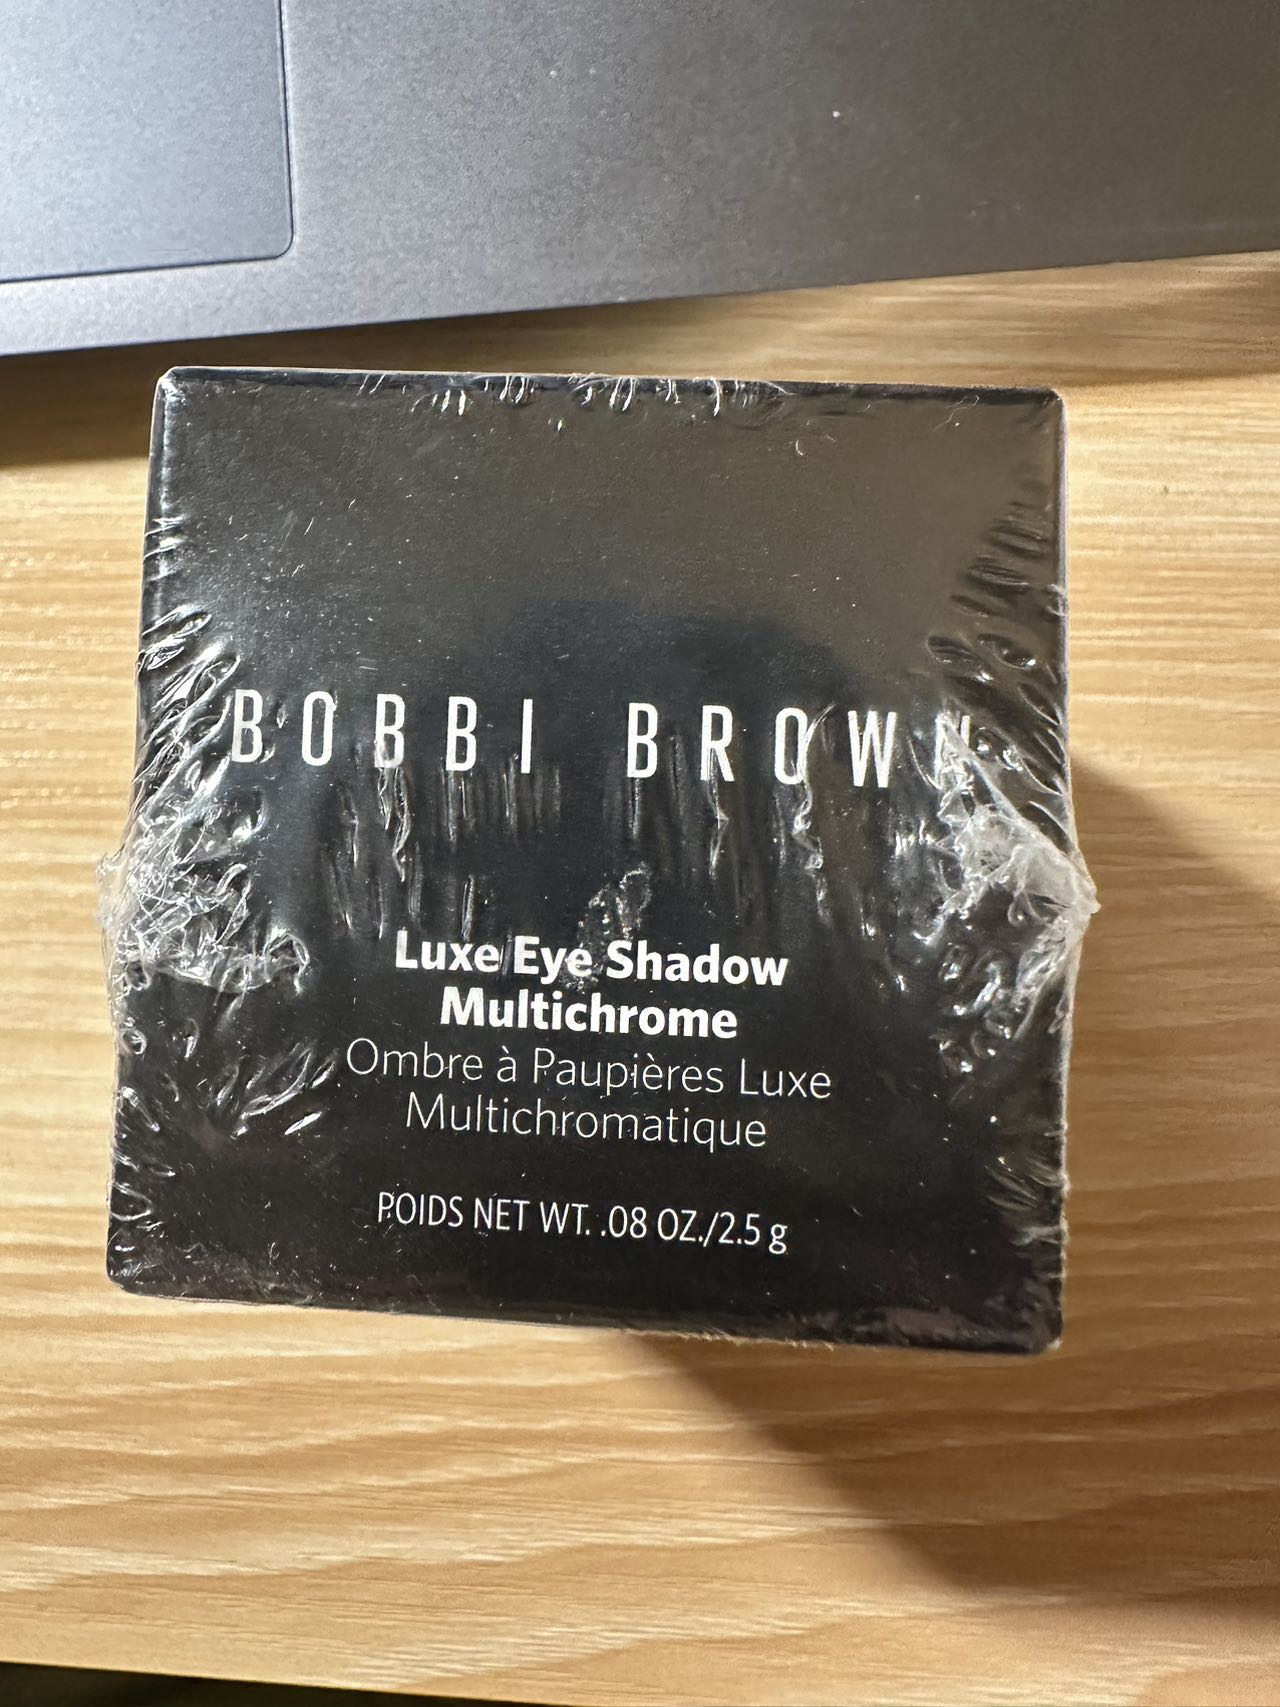 BOBBI BROWN
Luxe Eye Shadow
Multichrome
Ombre à Paupières Luxe
Multichromatique
POIDS NET WT. .08 OZ./2.5 g